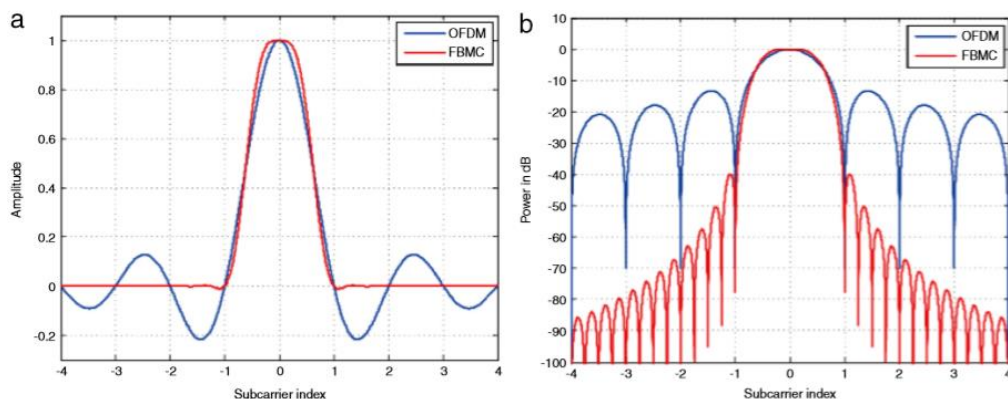 a
OFDM
FBMC
1
0.8
0.6
0.4
0.2
0
-0.2
Amplitude
-4 -3 -2 -1 0 1 2 3 4
Subcarrier index
b
OFDM
FBMC
10
0
-10
-20
-30
-40
-50
-60
-70
-80
-90
-100
Power in dB
-4 -3 -2 -1 0 1 2 3 4
Subcarrier index